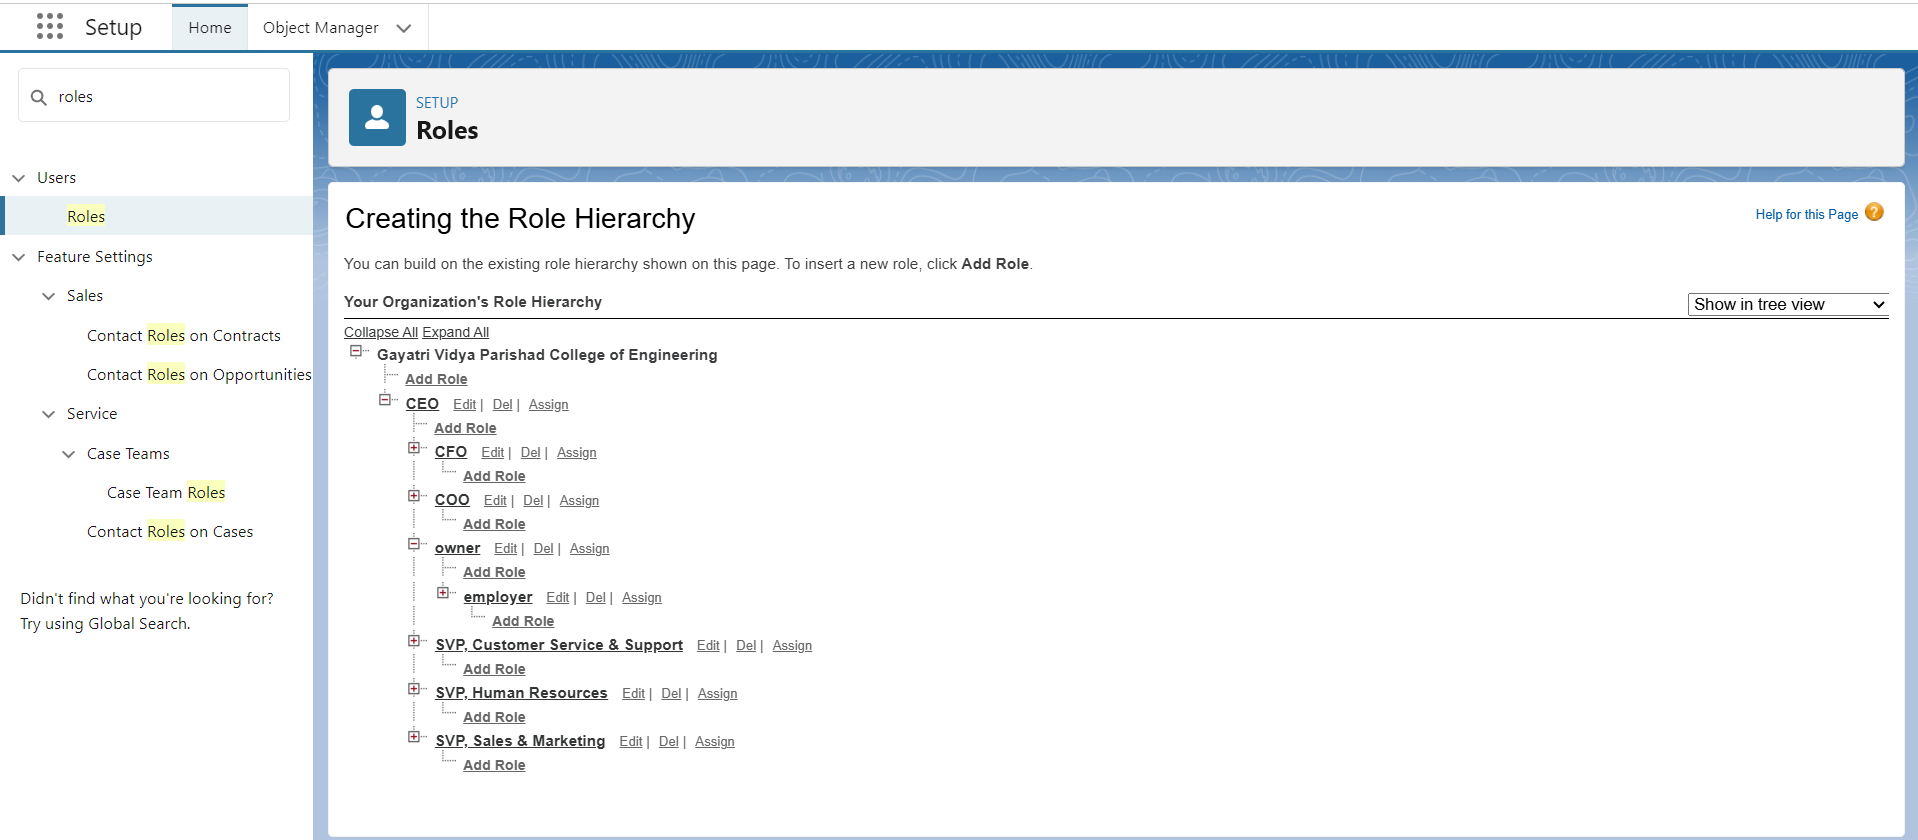 Setup Home Object Manager
roles
Users
Roles
Feature Settings
Sales
Contact Roles on Contracts
Contact Roles on Opportunities
Service
Case Teams
Case Team Roles
Contact Roles on Cases
Didn't find what you're looking for?
Try using Global Search.
SETUP
Roles
Creating the Role Hierarchy
Help for this Page ?
You can build on the existing role hierarchy shown on this page. To insert a new role, click Add Role.
Your Organization's Role Hierarchy
Show in tree view
Collapse All Expand All
Gayatri Vidya Parishad College of Engineering
Add Role
CEO Edit | Del | Assign
Add Role
CFO Edit | Del | Assign
Add Role
COO Edit | Del | Assign
Add Role
owner Edit | Del | Assign
Add Role
employer Edit | Del | Assign
Add Role
SVP, Customer Service & Support Edit | Del | Assign
Add Role
SVP, Human Resources Edit | Del | Assign
Add Role
SVP, Sales & Marketing Edit | Del | Assign
Add Role